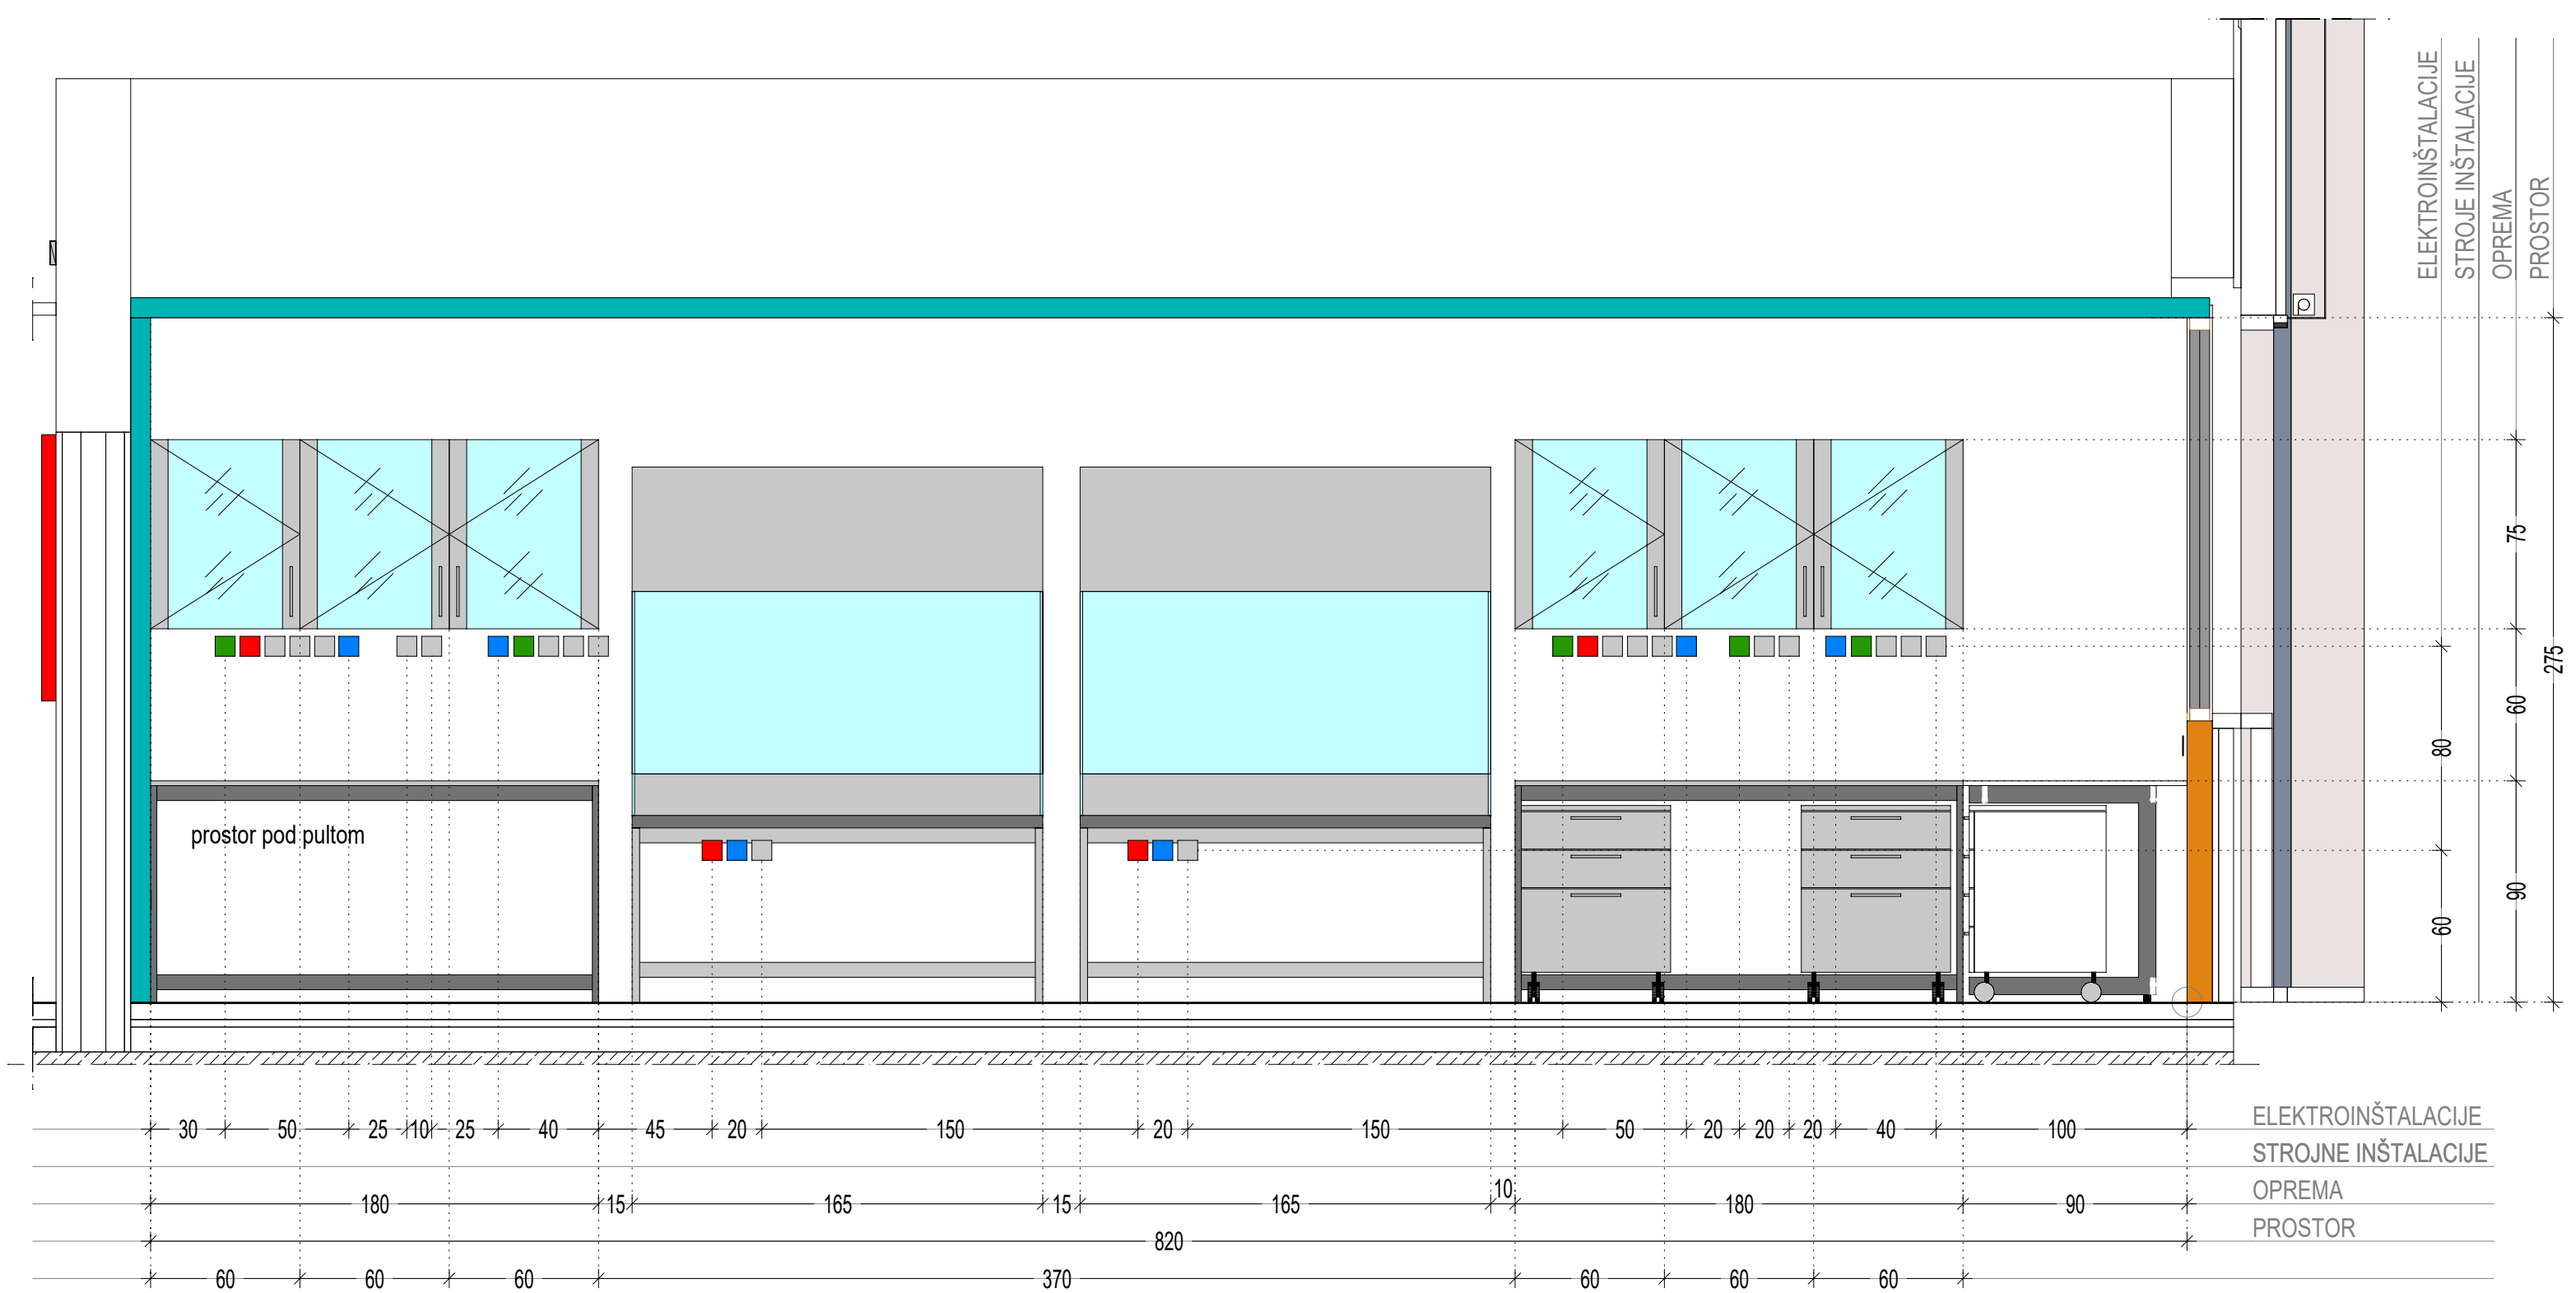 ELEKTROINŠTALACIJE
STROJE INŠTALACIJE
OPREMA
PROSTOR
75
60
90
80
60
275
prostor pod pultom
30 50 25 10 25 40 45 20 150 20 150 50 20 20 20 40 100 ELEKTROINŠTALACIJE
STROJNE INŠTALACIJE
180 15 165 15 165 10 180 90 OPREMA
820 PROSTOR
60 60 60 370 60 60 60